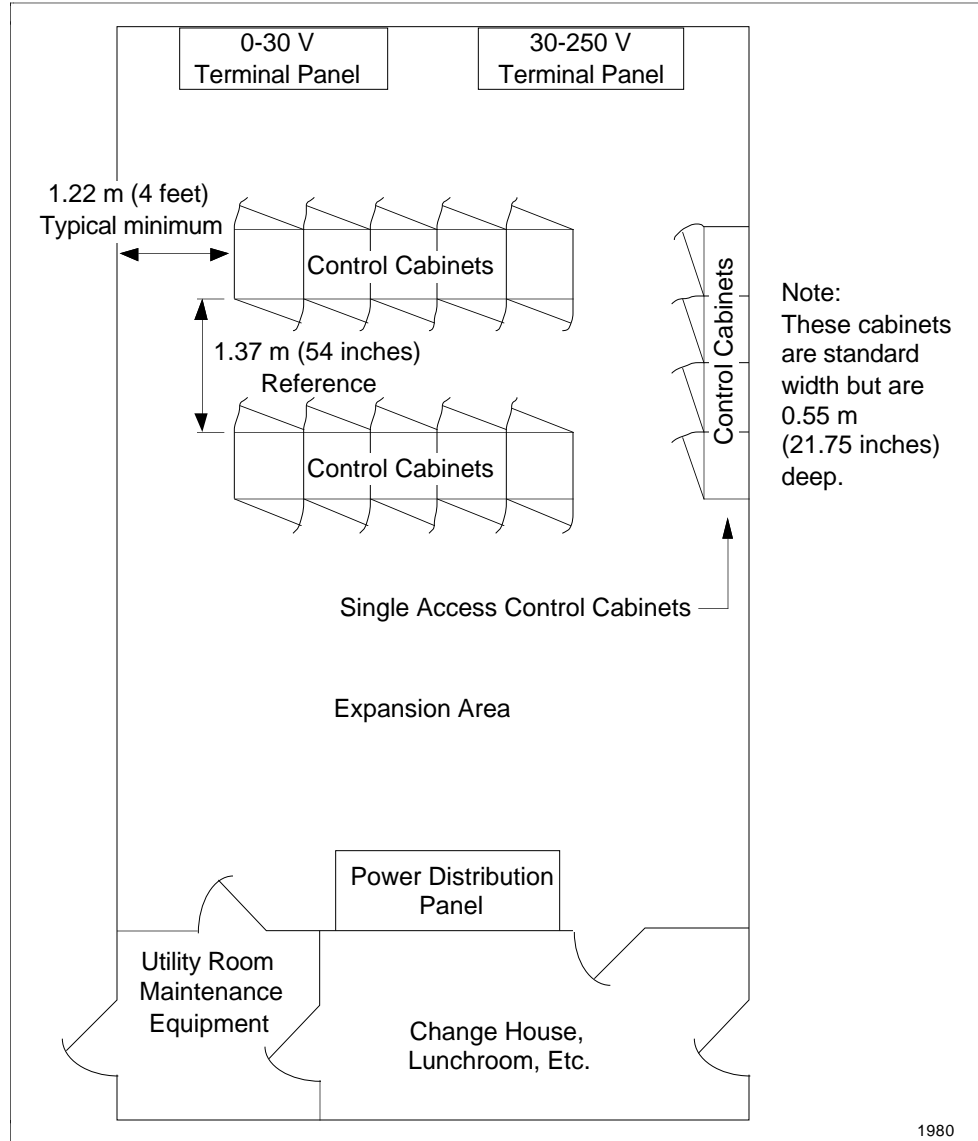 0-30 V
Terminal Panel
30-250 V
Terminal Panel
1.22 m (4 feet)
Typical minimum
Control Cabinets
1.37 m (54 inches)
Reference
Control Cabinets
Control Cabinets
Note:
These cabinets
are standard
width but are
0.55 m
(21.75 inches)
deep.
Single Access Control Cabinets
Expansion Area
Power Distribution
Panel
Utility Room
Maintenance
Equipment
Change House,
Lunchroom, Etc.
1980